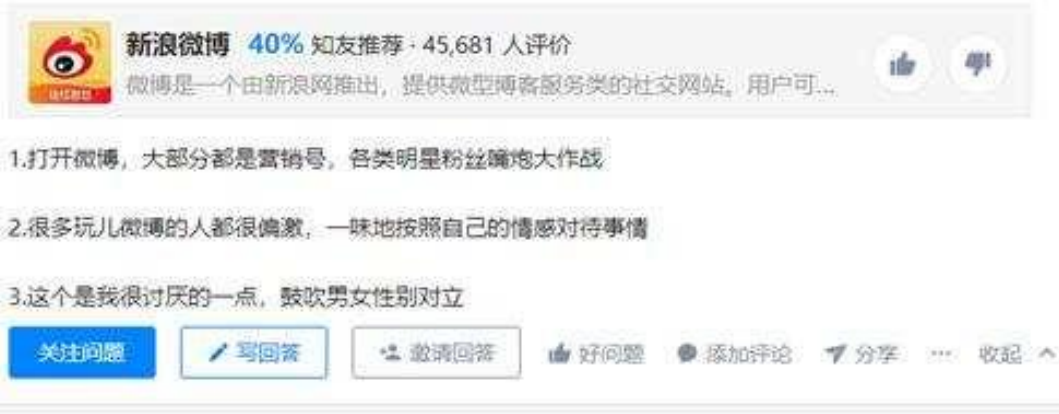 新浪微博 40% 知友推荐 · 45,681 人评价
微博是一个由新浪网推出，提供微型博客服务类的社交网站。用户可...
1.打开微博，大部分都是营销号，各类明星粉丝嘴炮大作战
2.很多玩儿微博的人都很偏激，一味地按照自己的情感对待事情
3.这个是我很讨厌的一点，鼓吹男女性别对立
关注问题 写回答 邀请回答 好问题 添加评论 分享 ... 收起